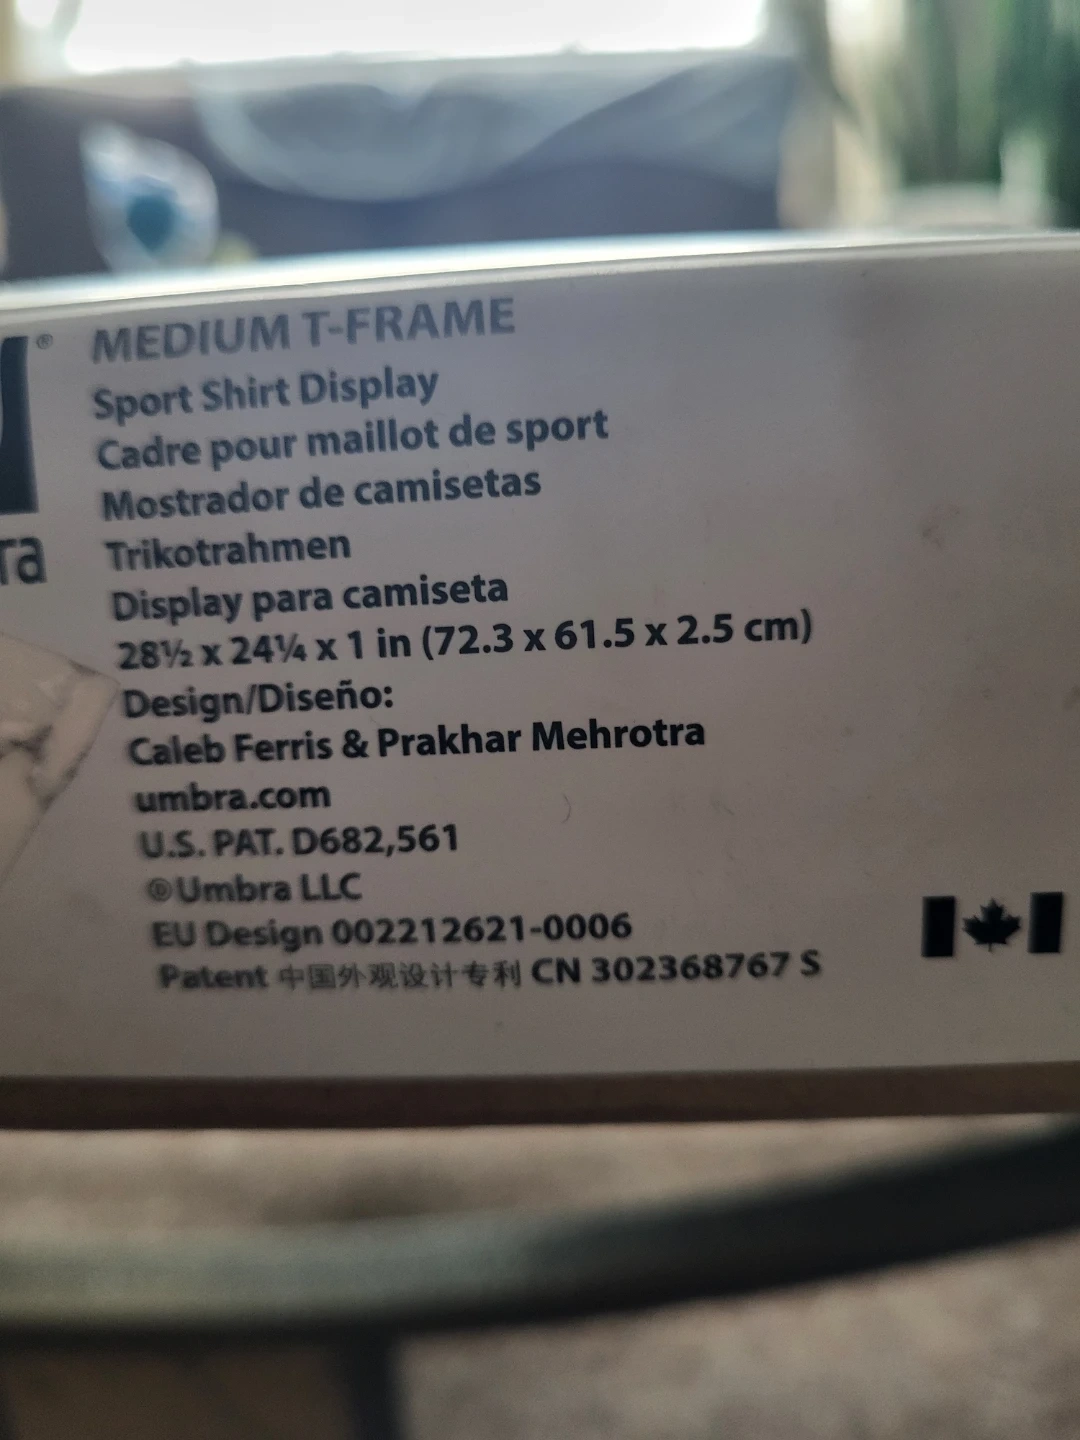 ®
MEDIUM T-FRAME
Sport Shirt Display
Cadre pour maillot de sport
Mostrador de camisetas
ra
Trikotrahmen
Display para camiseta
28½ x 24¼ x 1 in (72.3 x 61.5 x 2.5 cm)
Design/Diseño:
Caleb Ferris & Prakhar Mehrotra
umbra.com
U.S. PAT. D682,561
©Umbra LLC
EU Design 002212621-0006
Patent 中国外观设计专利 CN 302368767 S